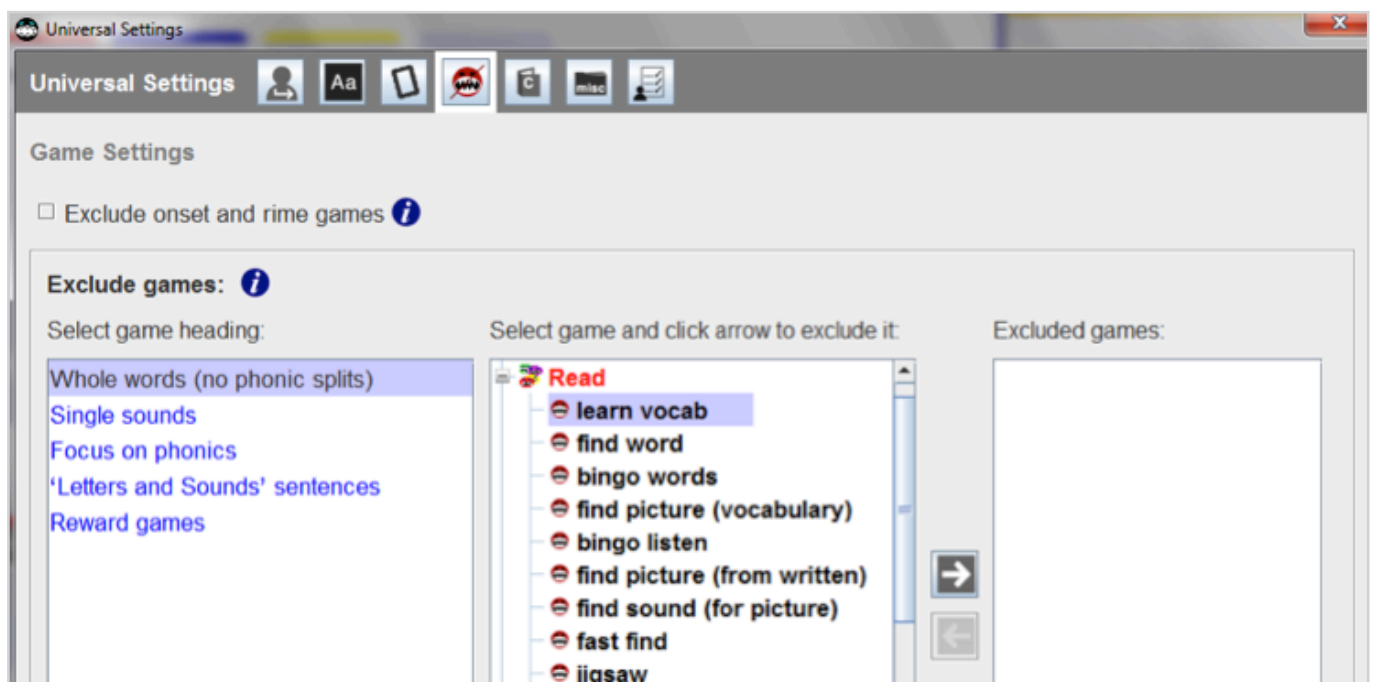 Universal Settings
Universal Settings Aa C misc
Game Settings
Exclude onset and rime games i
Exclude games: i
Select game heading:
Whole words (no phonic splits)
Single sounds
Focus on phonics
‘Letters and Sounds’ sentences
Reward games
Select game and click arrow to exclude it:
Read
learn vocab
find word
bingo words
find picture (vocabulary)
bingo listen
find picture (from written)
find sound (for picture)
fast find
jigsaw
Excluded games: